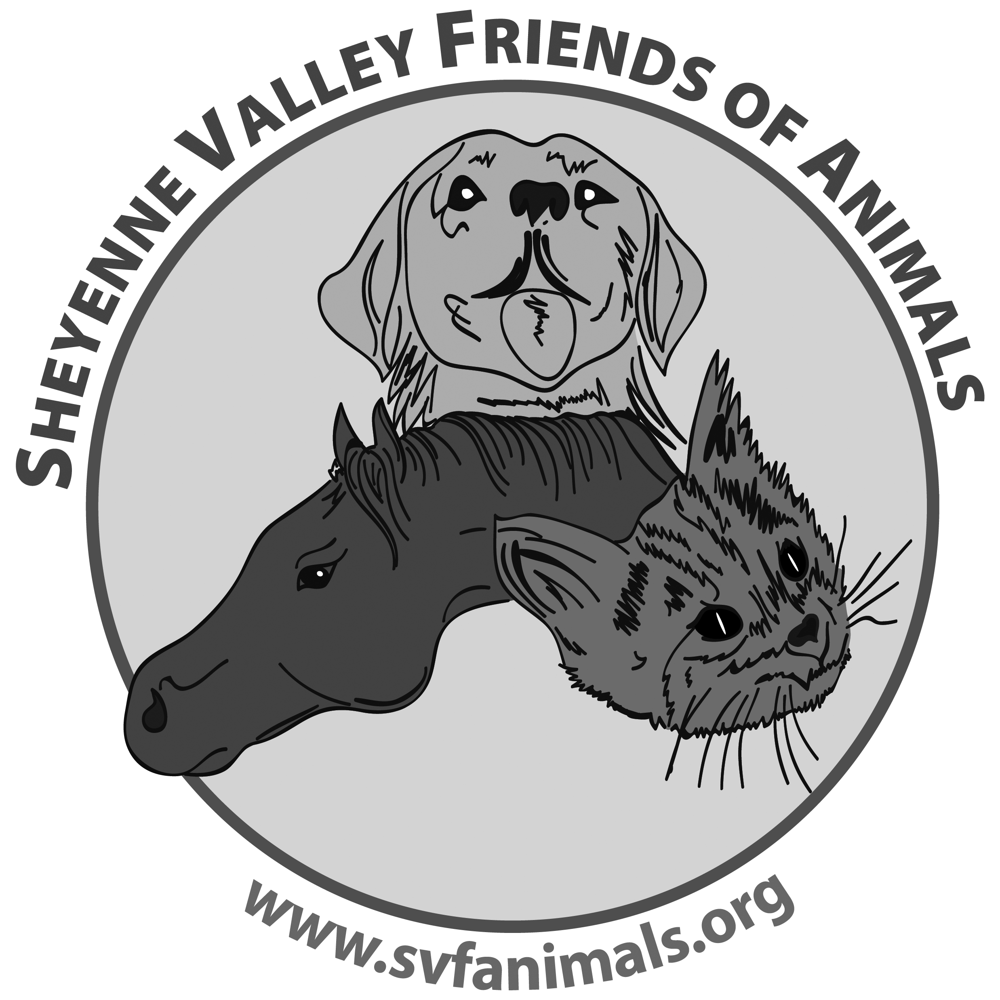 SHEYENNE VALLEY FRIENDS OF ANIMALS
www.svfanimals.org